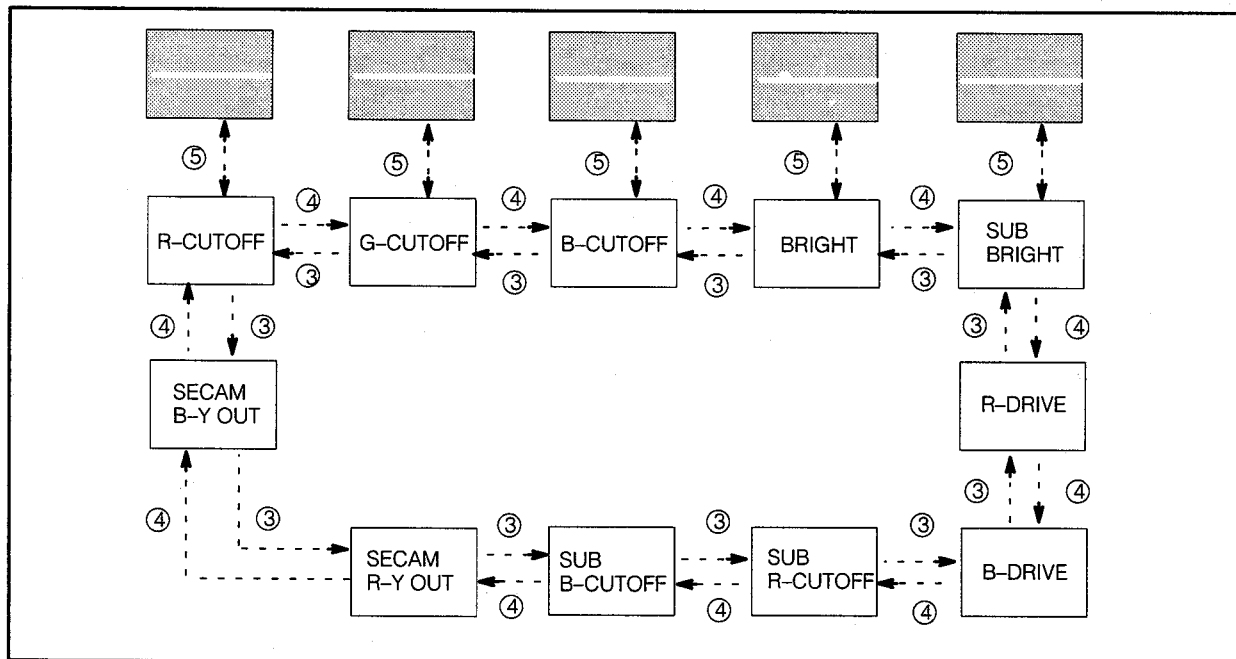 ⑤ ⑤ ⑤ ⑤ ⑤
④ ④ ④ ④
R–CUTOFF G–CUTOFF B–CUTOFF BRIGHT SUB
BRIGHT
③ ③ ③ ③
④ ③ ③ ④
SECAM
B–Y OUT
R–DRIVE
④ ③ ③ ④
③ ③ ③
SECAM
R–Y OUT
SUB
B–CUTOFF
SUB
R–CUTOFF
B–DRIVE
④ ④ ④